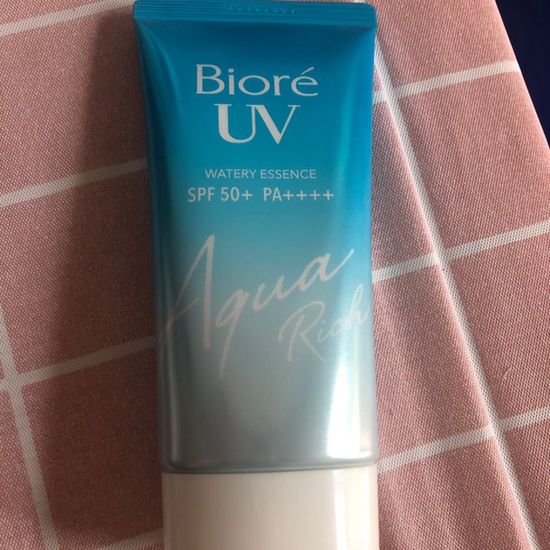 Bioré
UV
WATERY ESSENCE
SPF 50+ PA++++
Aqua
Rich